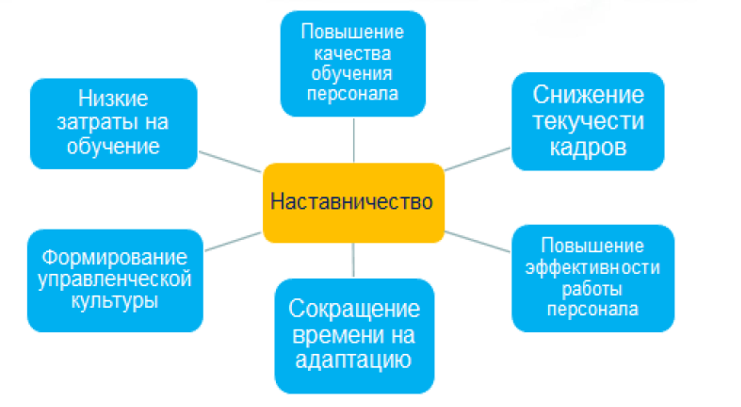 Повышение
качества
обучения
персонала
Низкие
затраты на
обучение
Снижение
текучести
кадров
Наставничество
Формирование
управленческой
культуры
Повышение
эффективности
работы
персонала
Сокращение
времени на
адаптацию